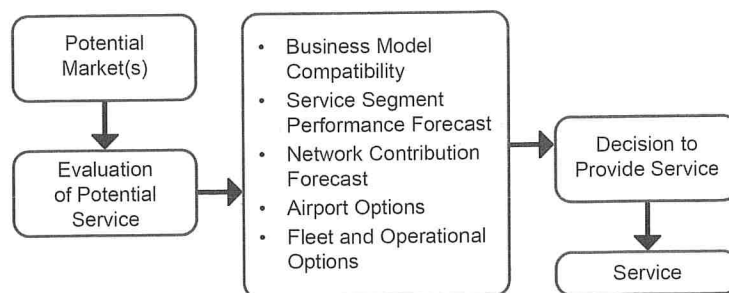 Potential
Market(s)
Evaluation
of Potential
Service
• Business Model
Compatibility
• Service Segment
Performance Forecast
• Network Contribution
Forecast
• Airport Options
• Fleet and Operational
Options
Decision to
Provide Service
Service